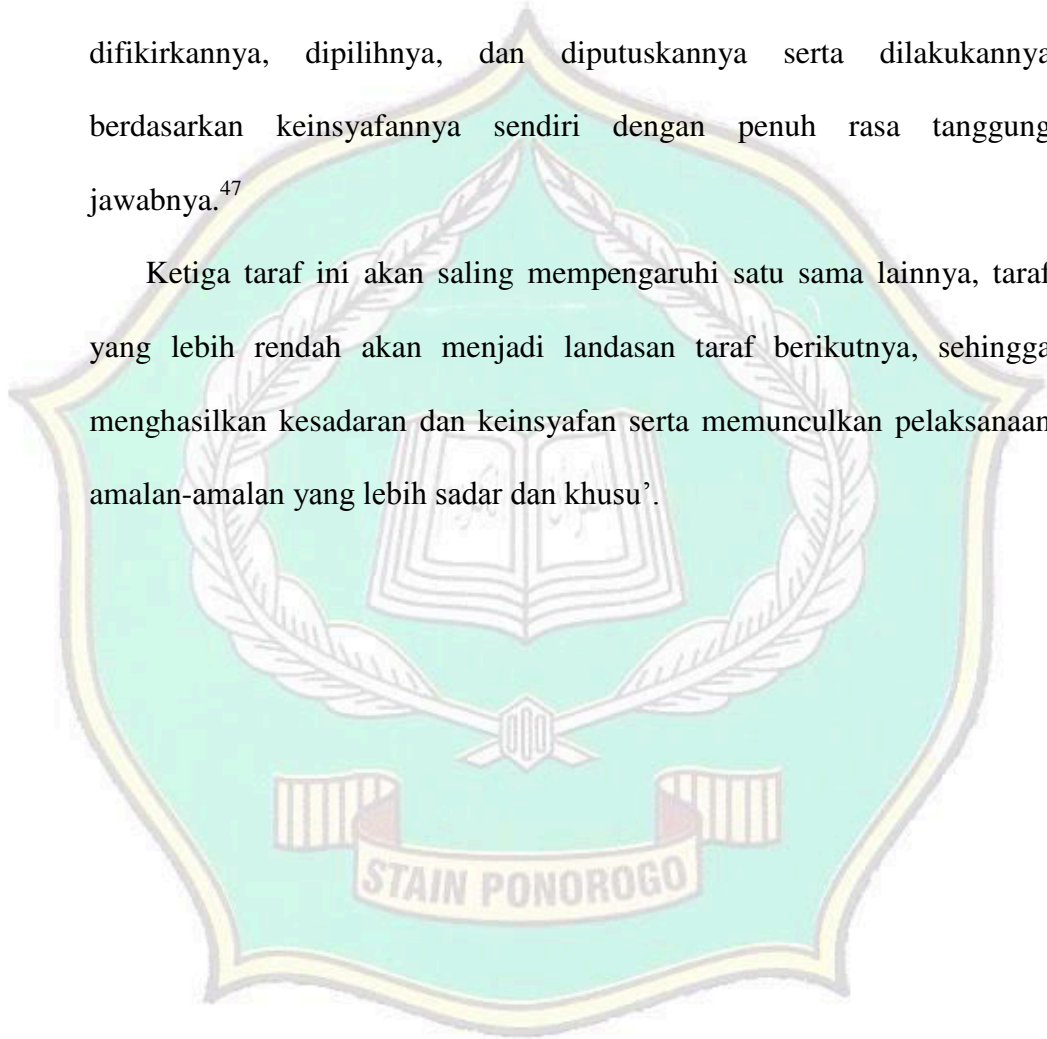 difikirkannya, dipilihnya, dan diputuskannya serta dilakukannya
berdasarkan keinsyafannya sendiri dengan penuh rasa tanggung
jawabnya.47
Ketiga taraf ini akan saling mempengaruhi satu sama lainnya, taraf
yang lebih rendah akan menjadi landasan taraf berikutnya, sehingga
menghasilkan kesadaran dan keinsyafan serta memunculkan pelaksanaan
amalan-amalan yang lebih sadar dan khusu’.
STAIN PONOROGO